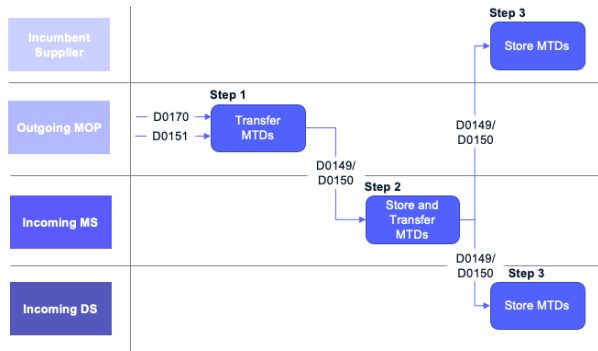 Step 3
Incumbent
Supplier
Store MTDs
Step 1
Outgoing MOP
D0170
D0151
Transfer
MTDs
D0149/
D0150
D0149/
D0150
Step 2
Incoming MS
Store and
Transfer
MTDs
D0149/
D0150
Step 3
Incoming DS
Store MTDs